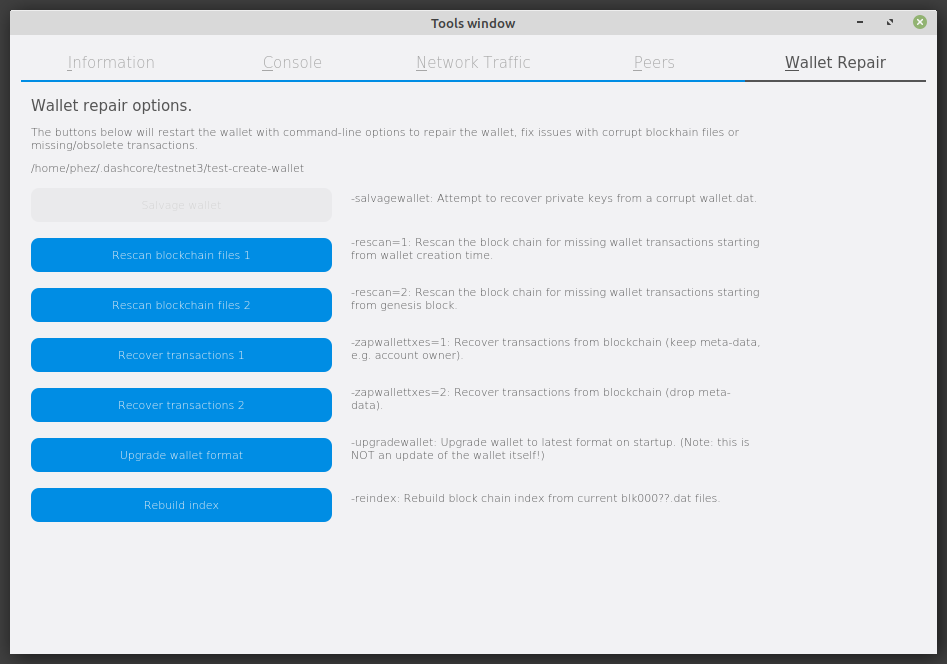 Tools window
Information
Console
Network Traffic
Peers
Wallet Repair
Wallet repair options.
The buttons below will restart the wallet with command-line options to repair the wallet, fix issues with corrupt blockhain files or
missing/obsolete transactions.
/home/phez/.dashcore/testnet3/test-create-wallet
Salvage wallet
-salvagewallet: Attempt to recover private keys from a corrupt wallet.dat.
Rescan blockchain files 1
-rescan=1: Rescan the block chain for missing wallet transactions starting
from wallet creation time.
Rescan blockchain files 2
-rescan=2: Rescan the block chain for missing wallet transactions starting
from genesis block.
Recover transactions 1
-zapwallettxes=1: Recover transactions from blockchain (keep meta-data,
e.g. account owner).
Recover transactions 2
-zapwallettxes=2: Recover transactions from blockchain (drop meta-
data).
Upgrade wallet format
-upgradewallet: Upgrade wallet to latest format on startup. (Note: this is
NOT an update of the wallet itself!)
Rebuild index
-reindex: Rebuild block chain index from current blk000??.dat files.